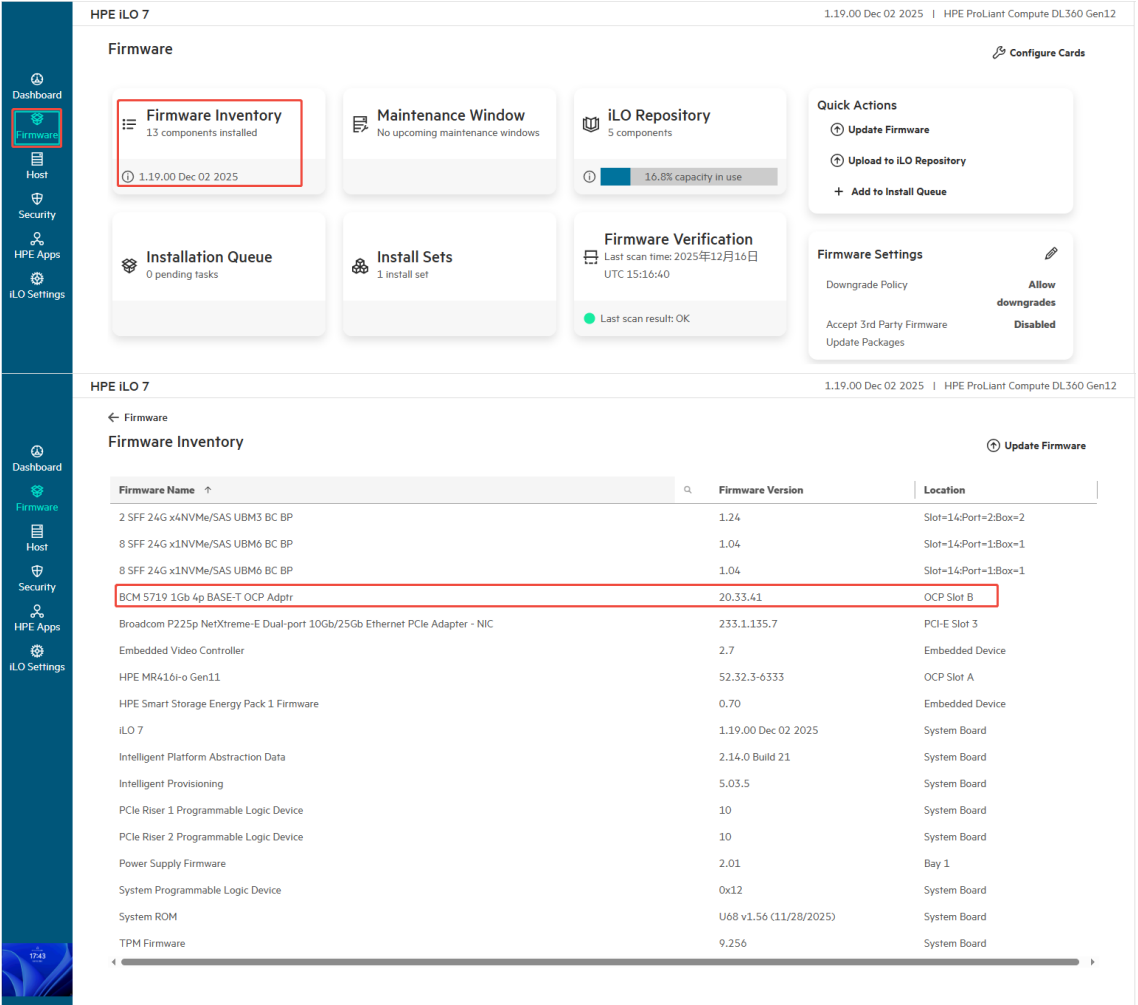 HPE iLO 7
1.19.00 Dec 02 2025 | HPE ProLiant Compute DL360 Gen12
Dashboard
Firmware
Host
Security
HPE Apps
iLO Settings
Firmware
Configure Cards
Firmware Inventory
13 components installed
1.19.00 Dec 02 2025
Maintenance Window
No upcoming maintenance windows
iLO Repository
5 components
16.8% capacity in use
Installation Queue
0 pending tasks
Install Sets
1 install set
Firmware Verification
Last scan time: 2025年12月16日
UTC 15:16:40
Last scan result: OK
Quick Actions
Update Firmware
Upload to iLO Repository
Add to Install Queue
Firmware Settings
Downgrade Policy Allow
downgrades
Accept 3rd Party Firmware Disabled
Update Packages
HPE iLO 7
1.19.00 Dec 02 2025 | HPE ProLiant Compute DL360 Gen12
Dashboard
Firmware
Host
Security
HPE Apps
iLO Settings
Firmware
Firmware Inventory
Update Firmware
Firmware Name Firmware Version Location
2 SFF 24G x4NVMe/SAS UBM3 BC BP 1.24 Slot=14:Port=2:Box=2
8 SFF 24G x1NVMe/SAS UBM6 BC BP 1.04 Slot=14:Port=1:Box=1
8 SFF 24G x1NVMe/SAS UBM6 BC BP 1.04 Slot=14:Port=1:Box=1
BCM 5719 1Gb 4p BASE-T OCP Adptr 20.33.41 OCP Slot B
Broadcom P225p NetXtreme-E Dual-port 10Gb/25Gb Ethernet PCIe Adapter - NIC 233.1.135.7 PCI-E Slot 3
Embedded Video Controller 2.7 Embedded Device
HPE MR416i-o Gen11 52.32.3-6333 OCP Slot A
HPE Smart Storage Energy Pack 1 Firmware 0.70 Embedded Device
iLO 7 1.19.00 Dec 02 2025 System Board
Intelligent Platform Abstraction Data 2.14.0 Build 21 System Board
Intelligent Provisioning 5.03.5 System Board
PCIe Riser 1 Programmable Logic Device 10 System Board
PCIe Riser 2 Programmable Logic Device 10 System Board
Power Supply Firmware 2.01 Bay 1
System Programmable Logic Device 0x12 System Board
System ROM U68 v1.56 (11/28/2025) System Board
TPM Firmware 9.256 System Board
17:43